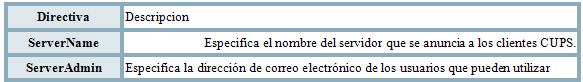 Directiva Descripcion
ServerName Especifica el nombre del servidor que se anuncia a los clientes CUPS.
ServerAdmin Especifica la dirección de correo electrónico de los usuarios que pueden utilizar